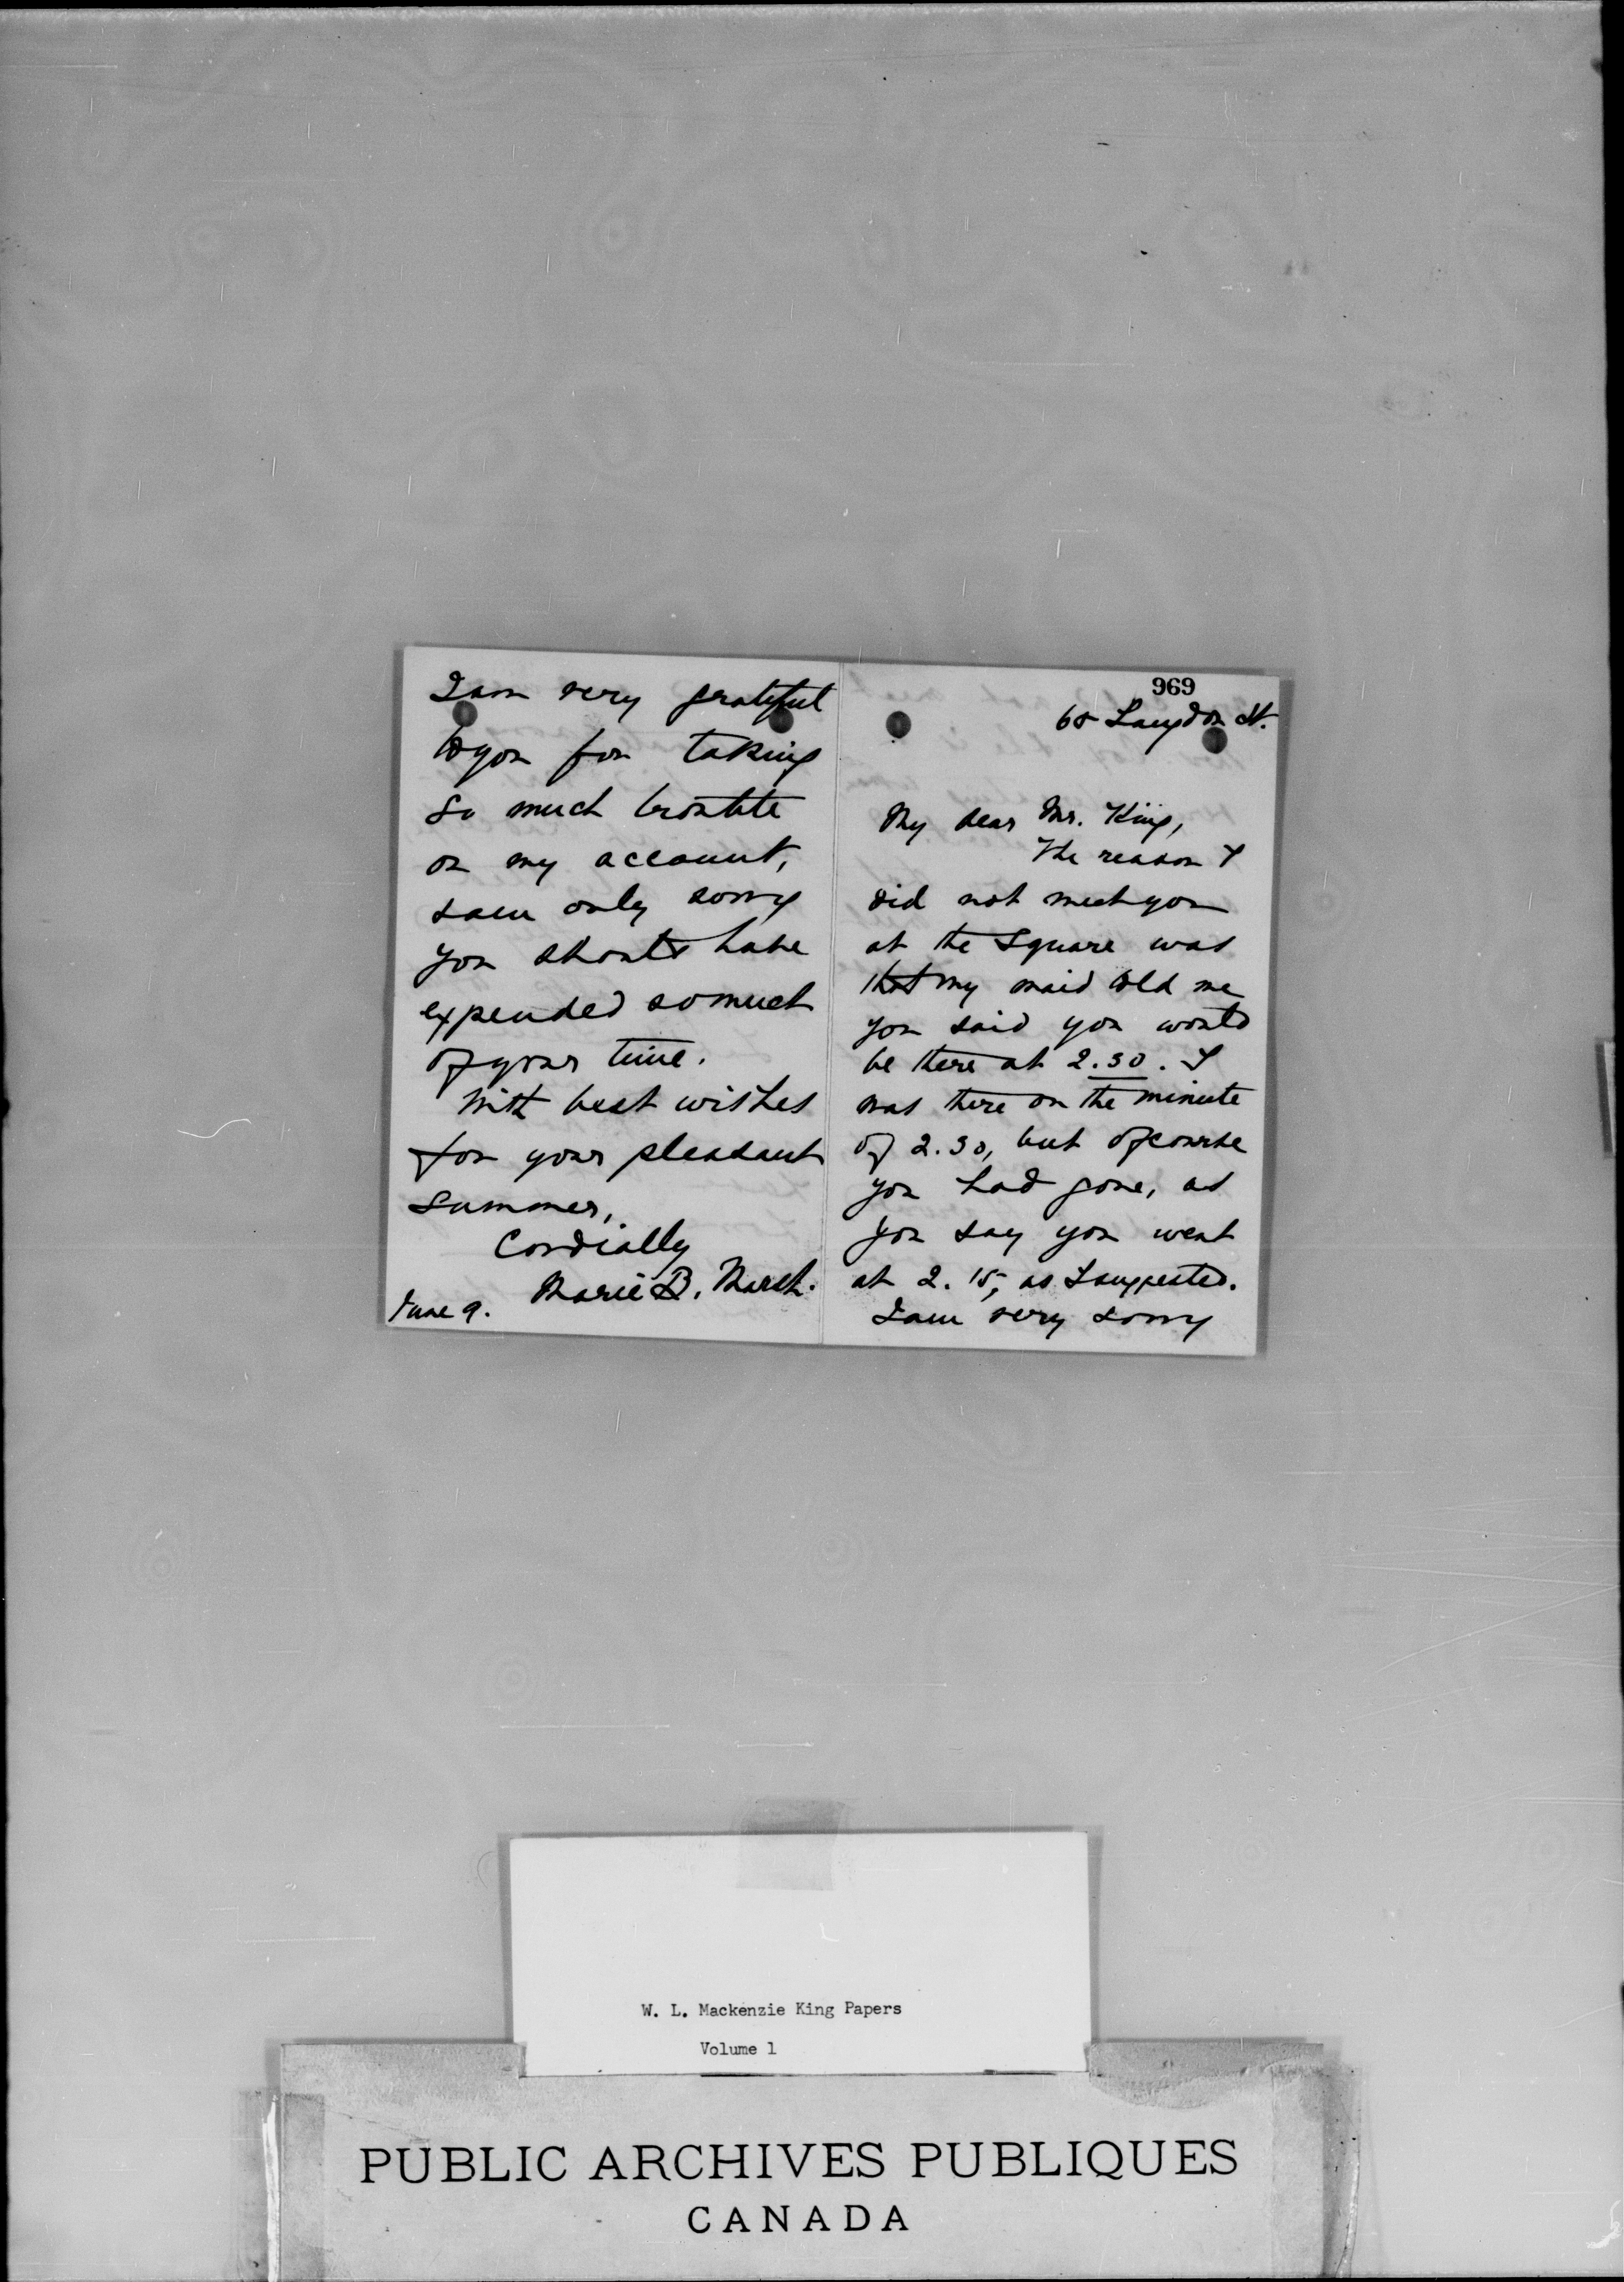 969
68 Langdon St.
My dear Mr. King,
The reason I
did not meet you
at the Square was
that my maid told me
you said you would
be there at 2.30. I
was there on the minute
of 2.30, but of course
you had gone, as
you say you went
at 2.15, as I suggested.
I am very sorry
I am very grateful
to you for taking
so much trouble
on my account,
I am only sorry
you should have
expended so much
of your time.
With best wishes
for your pleasant
summer,
Cordially
Marie B. Marsh.
June 9.
W. L. Mackenzie King Papers
Volume 1
PUBLIC ARCHIVES PUBLIQUES
CANADA